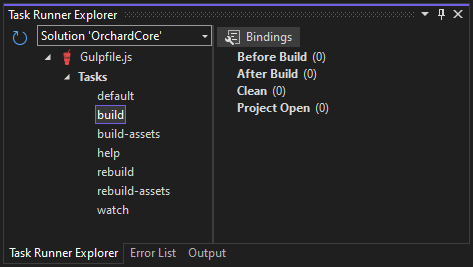 Task Runner Explorer
Solution 'OrchardCore'
Bindings
Gulpfile.js
Tasks
default
build
build-assets
help
rebuild
rebuild-assets
watch
Before Build (0)
After Build (0)
Clean (0)
Project Open (0)
Task Runner Explorer
Error List
Output